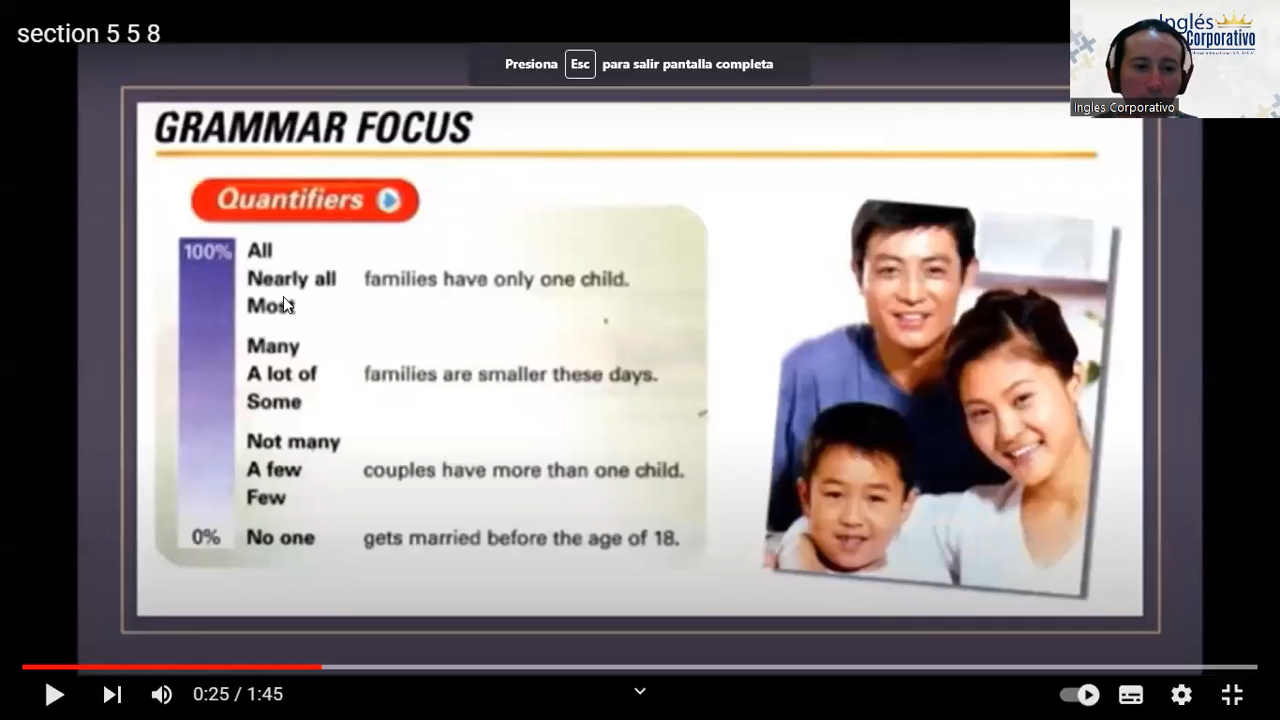 section 5 5 8
Presiona Esc para salir pantalla completa
Inglés
Corporativo
Ingles Corporativo
GRAMMAR FOCUS
Quantifiers
100% All
Nearly all families have only one child.
Most
Many
A lot of families are smaller these days.
Some
Not many
A few couples have more than one child.
Few
0% No one gets married before the age of 18.
0:25 / 1:45